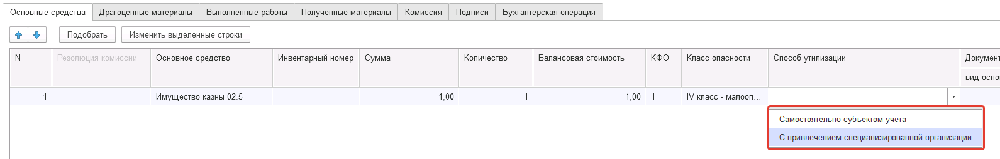 Основные средства Драгоценные материалы Выполненные работы Полученные материалы Комиссия Подписи Бухгалтерская операция
Подобрать Изменить выделенные строки
N Резолюция комиссии Основное средство Инвентарный номер Сумма Количество Балансовая стоимость КФО Класс опасности Способ утилизации Документ
вид осно
1 Имущество казны 02.5 1,00 1 1,00 1 IV класс - малооп...
Самостоятельно субъектом учета
С привлечением специализированной организации